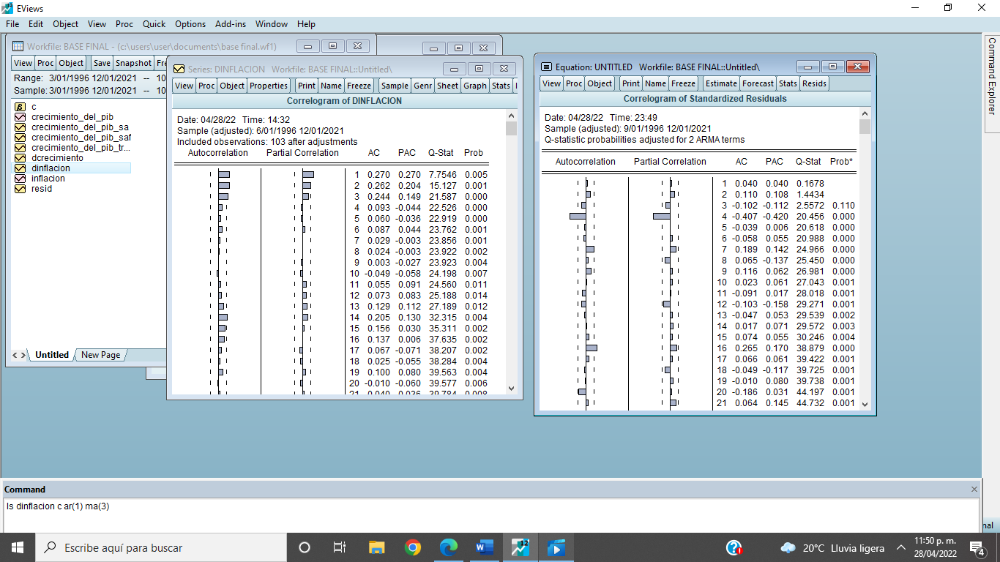 EViews
File Edit Object View Proc Quick Options Add-ins Window Help
Workfile: BASE FINAL - (c:\users\user\documents\base final.wf1)
View Proc Object Save Snapshot
Range: 3/01/1996 12/01/2021 -- 10
Sample: 3/01/1996 12/01/2021 -- 10
c
crecimiento_del_pib
crecimiento_del_pib_sa
crecimiento_del_pib_saf
crecimiento_del_pib_tr...
dcrecimiento
dinflacion
inflacion
resid
Untitled New Page
Series: DINFLACION Workfile: BASE FINAL::Untitled\
View Proc Object Properties Print Name Freeze Sample Genr Sheet Graph Stats
Correlogram of DINFLACION
Date: 04/28/22 Time: 14:32
Sample (adjusted): 6/01/1996 12/01/2021
Included observations: 103 after adjustments
Autocorrelation Partial Correlation AC PAC Q-Stat Prob
1 0.270 0.270 7.7546 0.005
2 0.262 0.204 15.127 0.001
3 0.244 0.149 21.587 0.000
4 0.093 -0.044 22.526 0.000
5 0.060 -0.036 22.919 0.000
6 0.087 0.044 23.762 0.001
7 0.029 -0.003 23.856 0.001
8 0.024 -0.003 23.922 0.002
9 0.003 -0.027 23.923 0.004
10 -0.049 -0.058 24.198 0.007
11 0.055 0.091 24.560 0.011
12 0.073 0.083 25.188 0.014
13 0.129 0.112 27.189 0.012
14 0.205 0.130 32.315 0.004
15 0.156 0.030 35.311 0.002
16 0.137 0.006 37.635 0.002
17 0.067 -0.071 38.207 0.002
18 0.025 -0.055 38.284 0.004
19 0.100 0.080 39.563 0.004
20 -0.010 -0.060 39.577 0.006
Equation: UNTITLED Workfile: BASE FINAL::Untitled\
View Proc Object Print Name Freeze Estimate Forecast Stats Resids
Correlogram of Standardized Residuals
Date: 04/28/22 Time: 23:49
Sample (adjusted): 9/01/1996 12/01/2021
Q-statistic probabilities adjusted for 2 ARMA terms
Autocorrelation Partial Correlation AC PAC Q-Stat Prob*
1 0.040 0.040 0.1678
2 0.110 0.108 1.4434
3 -0.102 -0.112 2.5572 0.110
4 -0.407 -0.420 20.456 0.000
5 -0.039 0.006 20.618 0.000
6 -0.058 0.055 20.988 0.000
7 0.189 0.142 24.966 0.000
8 0.065 -0.137 25.450 0.000
9 0.116 0.062 26.981 0.000
10 0.023 0.061 27.043 0.001
11 -0.091 0.017 28.018 0.001
12 -0.103 -0.158 29.271 0.001
13 -0.047 0.053 29.539 0.002
14 0.017 0.071 29.572 0.003
15 0.074 0.055 30.246 0.004
16 0.265 0.170 38.879 0.000
17 0.066 0.061 39.422 0.001
18 -0.049 -0.117 39.725 0.001
19 -0.010 0.080 39.738 0.001
20 -0.186 0.031 44.197 0.001
21 0.064 0.145 44.732 0.001
Command Explorer
Command
ls dinflacion c ar(1) ma(3)
Escribe aquí para buscar
12
20°C Lluvia ligera
11:50 p. m.
28/04/2022
4